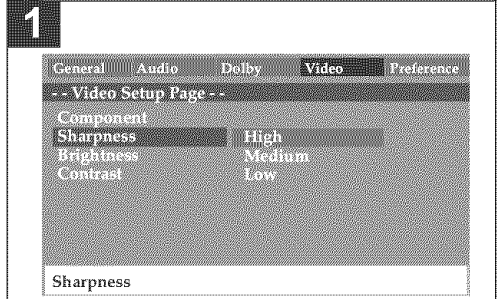 1
General Audio Dolby Video Preference
- - Video Setup Page - -
Component
Sharpness High
Brightness Medium
Contrast Low
Sharpness